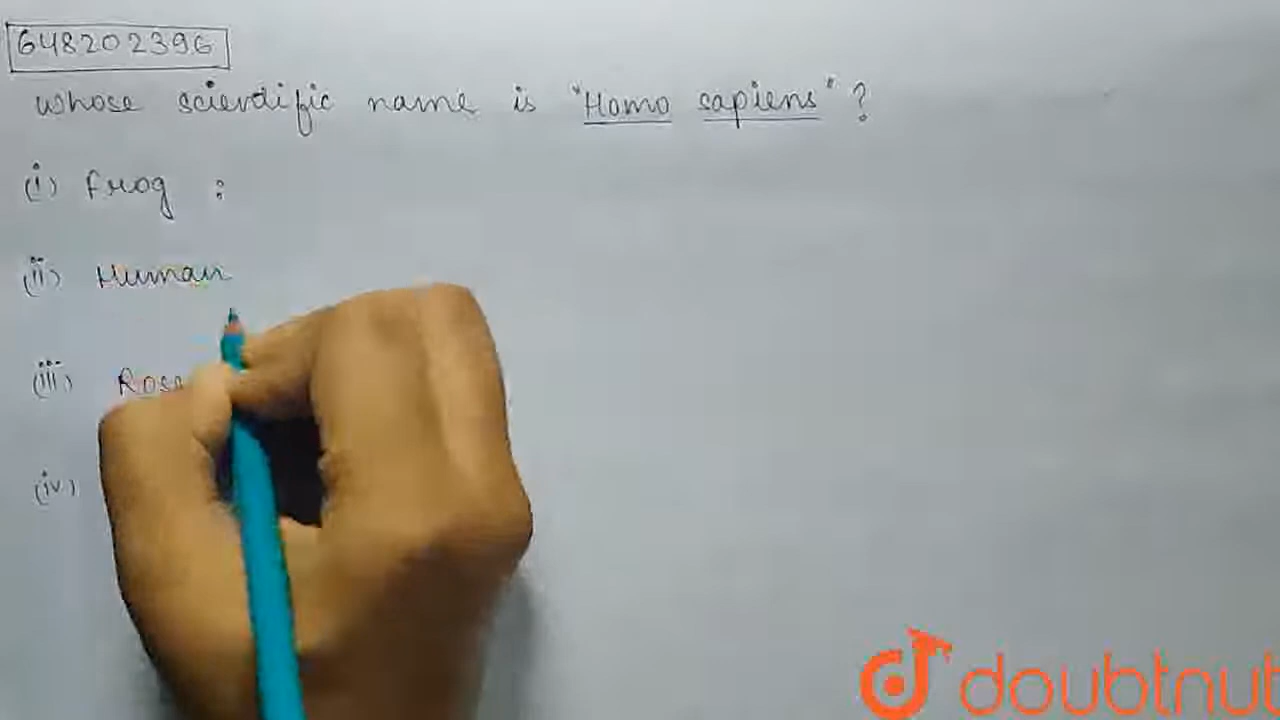 648202396
whose scientific name is "Homo sapiens" ?
(i) frog :
(ii) Human
(iii) Rose
(iv)
doubtnut